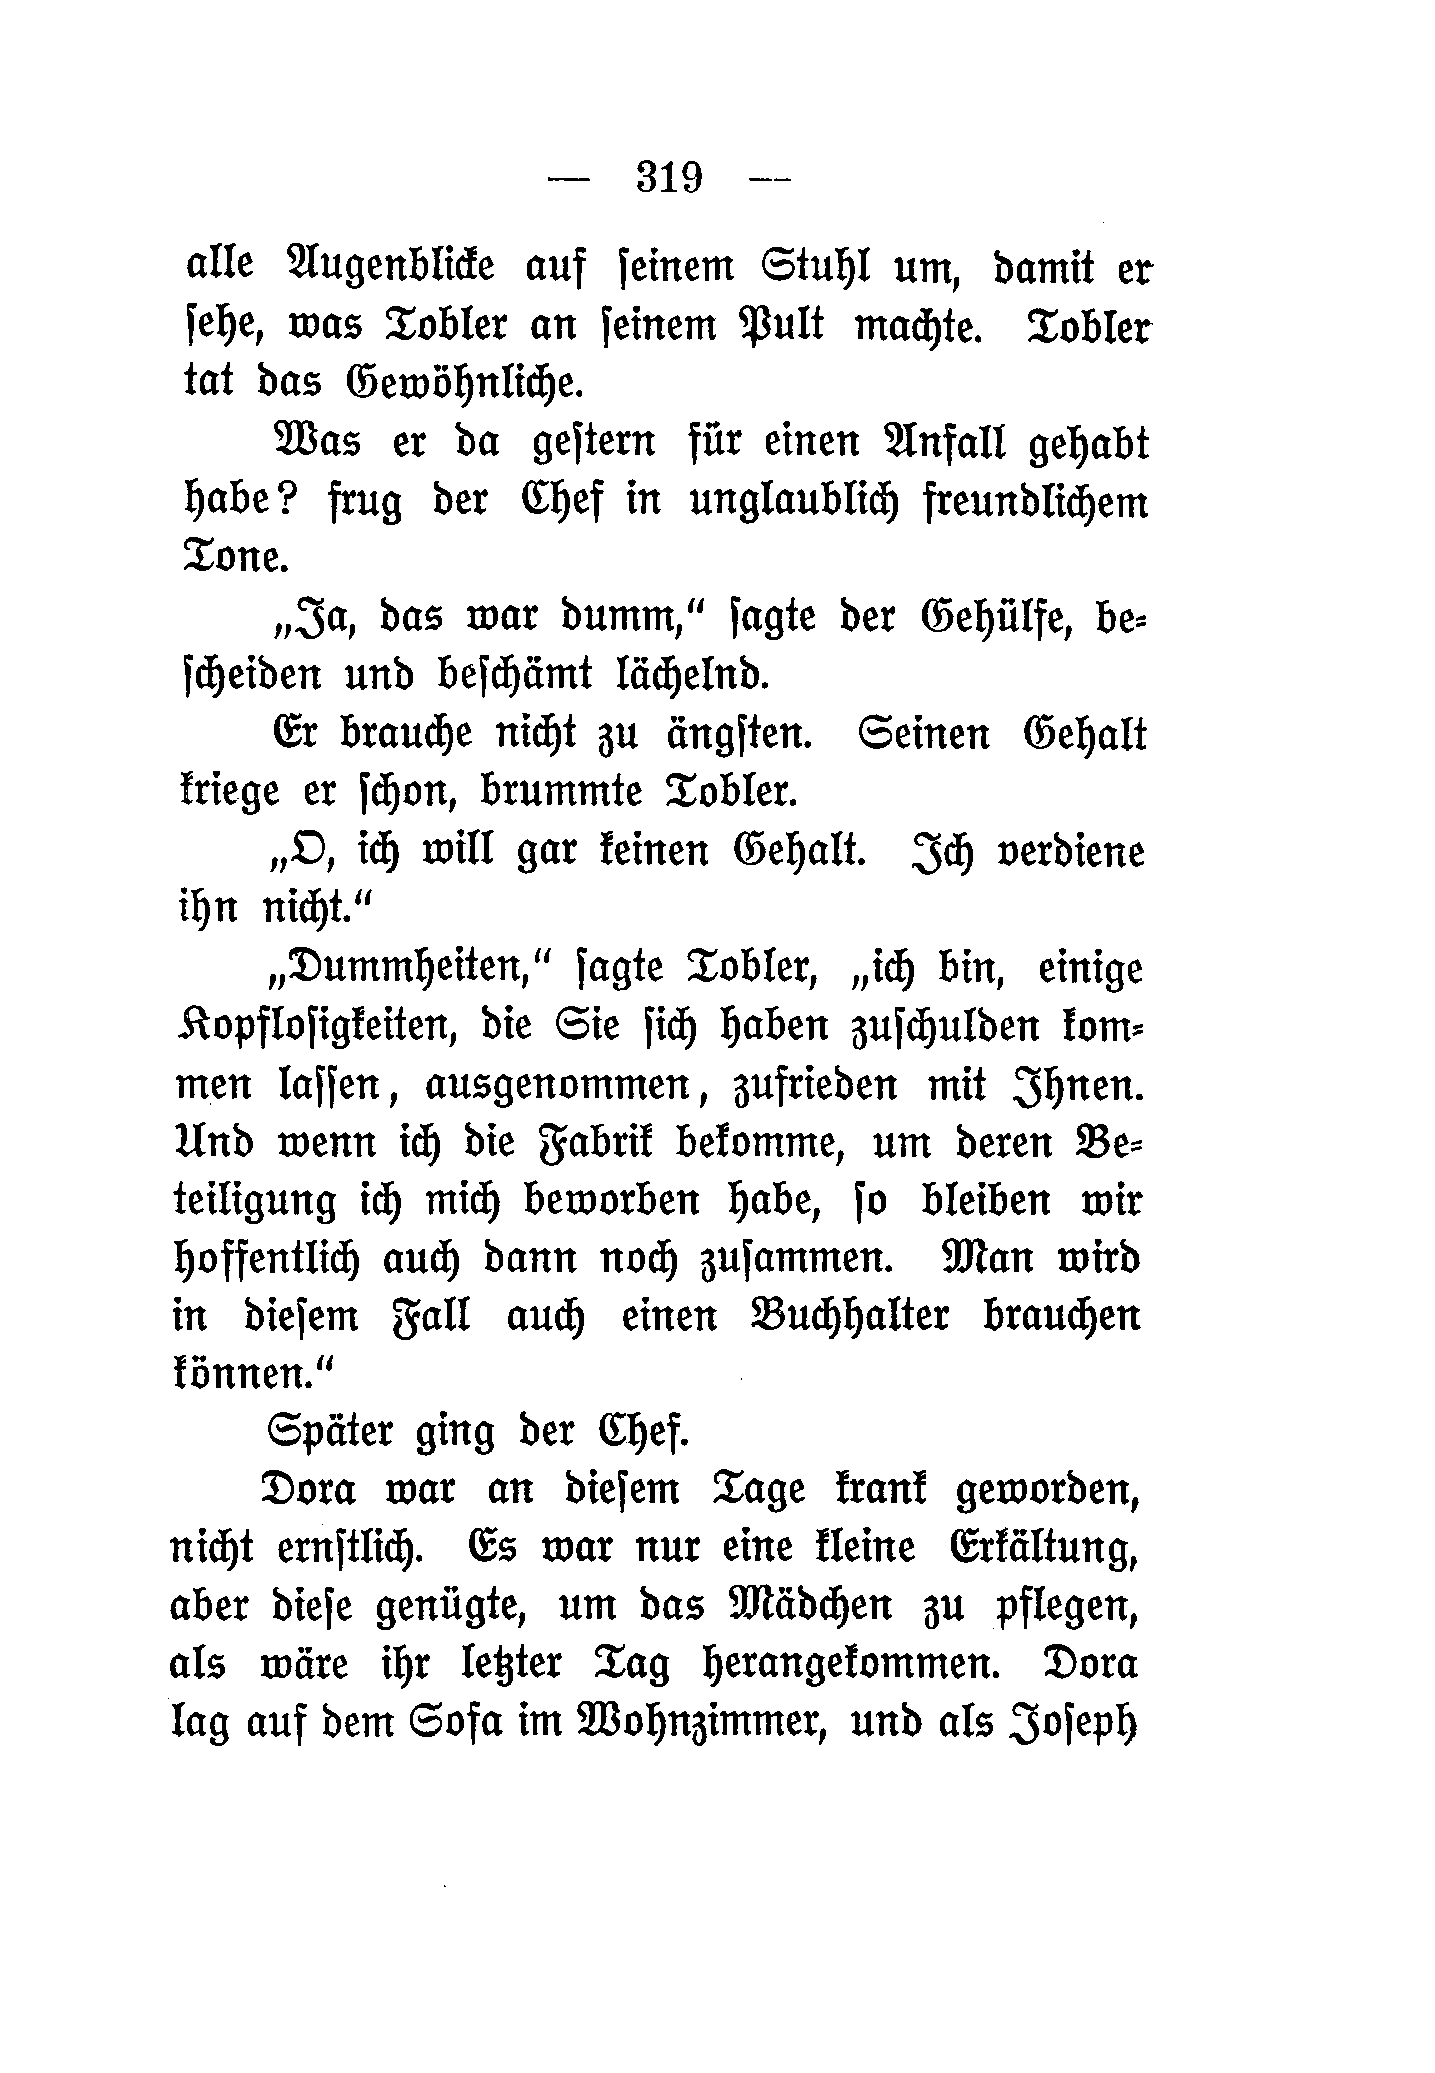 — 319 —
alle Augenblicke auf ſeinem Stuhl um, damit er
ſehe, was Tobler an ſeinem Pult machte. Tobler
tat das Gewöhnliche.
Was er da geſtern für einen Anfall gehabt
habe? frug der Chef in unglaublich freundlichem
Tone.
„Ja, das war dumm,“ ſagte der Gehülfe, be⸗
ſcheiden und beſchämt lächelnd.
Er brauche nicht zu ängſten. Seinen Gehalt
kriege er ſchon, brummte Tobler.
„O, ich will gar keinen Gehalt. Ich verdiene
ihn nicht.“
„Dummheiten,“ ſagte Tobler, „ich bin, einige
Kopfloſigkeiten, die Sie ſich haben zuſchulden kom⸗
men laſſen, ausgenommen, zufrieden mit Ihnen.
Und wenn ich die Fabrik bekomme, um deren Be⸗
teiligung ich mich beworben habe, ſo bleiben wir
hoffentlich auch dann noch zuſammen. Man wird
in dieſem Fall auch einen Buchhalter brauchen
können.“
Später ging der Chef.
Dora war an dieſem Tage krank geworden,
nicht ernſtlich. Es war nur eine kleine Erkältung,
aber dieſe genügte, um das Mädchen zu pflegen,
als wäre ihr letzter Tag herangekommen. Dora
lag auf dem Sofa im Wohnzimmer, und als Joſeph